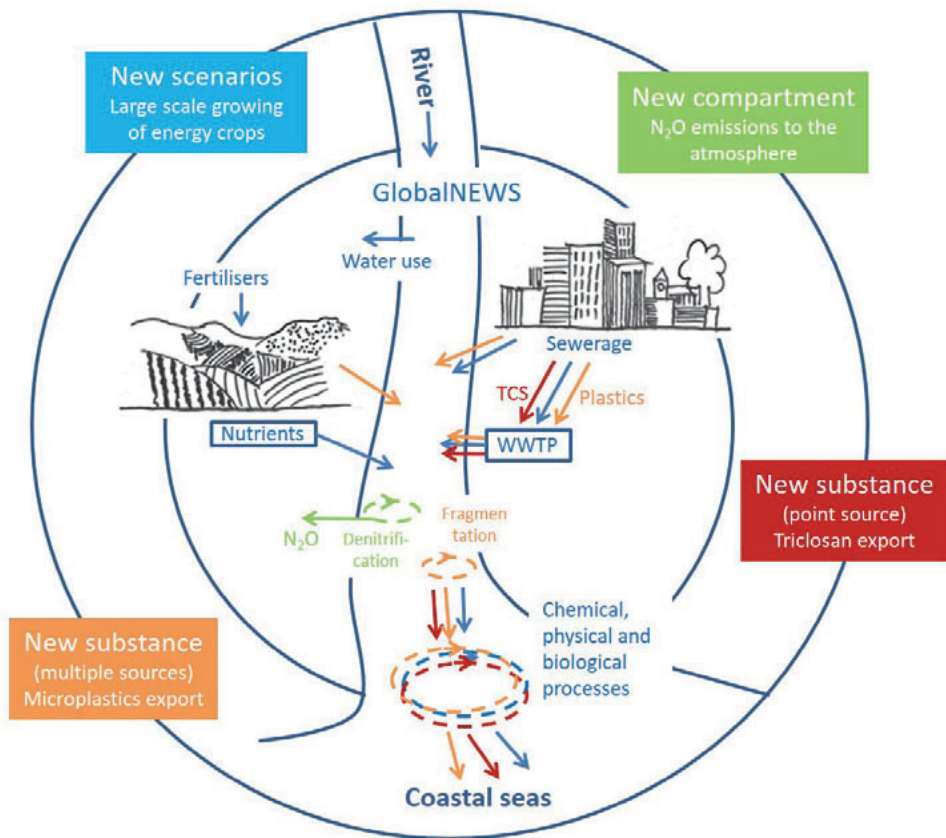 River
New scenarios
Large scale growing
of energy crops
New compartment
N₂O emissions to the
atmosphere
GlobalNEWS
Water use
Fertilisers
Sewerage
TCS
Plastics
Nutrients
WWTP
New substance
(point source)
Triclosan export
Fragmen
tation
N₂O
Denitrifi-
cation
Chemical,
physical and
biological
processes
New substance
(multiple sources)
Microplastics export
Coastal seas